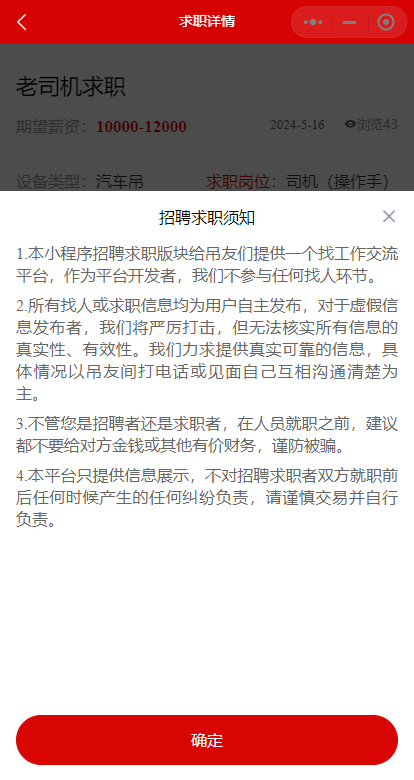 求职详情
老司机求职
期望薪资：10000-12000
2024-5-16
浏览43
设备类型：汽车吊
求职岗位：司机（操作手）
招聘求职须知
1.本小程序招聘求职版块给吊友们提供一个找工作交流
平台，作为平台开发者，我们不参与任何找人环节。
2.所有找人或求职信息均为用户自主发布，对于虚假信
息发布者，我们将严厉打击，但无法核实所有信息的
真实性、有效性。我们力求提供真实可靠的信息，具
体情况以吊友间打电话或见面自己互相沟通清楚为
主。
3.不管您是招聘者还是求职者，在人员就职之前，建议
都不要给对方金钱或其他有价财务，谨防被骗。
4.本平台只提供信息展示，不对招聘求职者双方就职前
后任何时候产生的任何纠纷负责，请谨慎交易并自行
负责。
确定